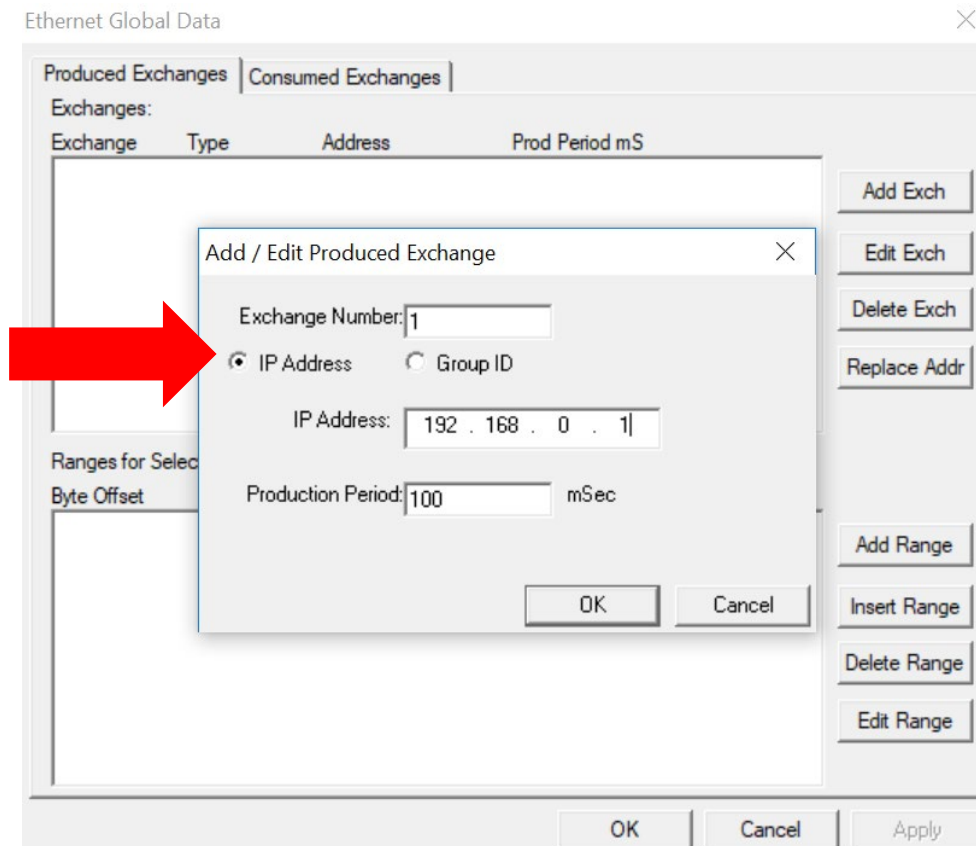 Ethernet Global Data
Produced Exchanges Consumed Exchanges
Exchanges:
Exchange Type Address Prod Period mS
Add Exch
Edit Exch
Delete Exch
Replace Addr
Add / Edit Produced Exchange
Exchange Number: 1
IP Address Group ID
IP Address: 192 . 168 . 0 . 1
Production Period: 100 mSec
OK Cancel
Ranges for Selec
Byte Offset
Add Range
Insert Range
Delete Range
Edit Range
OK Cancel Apply